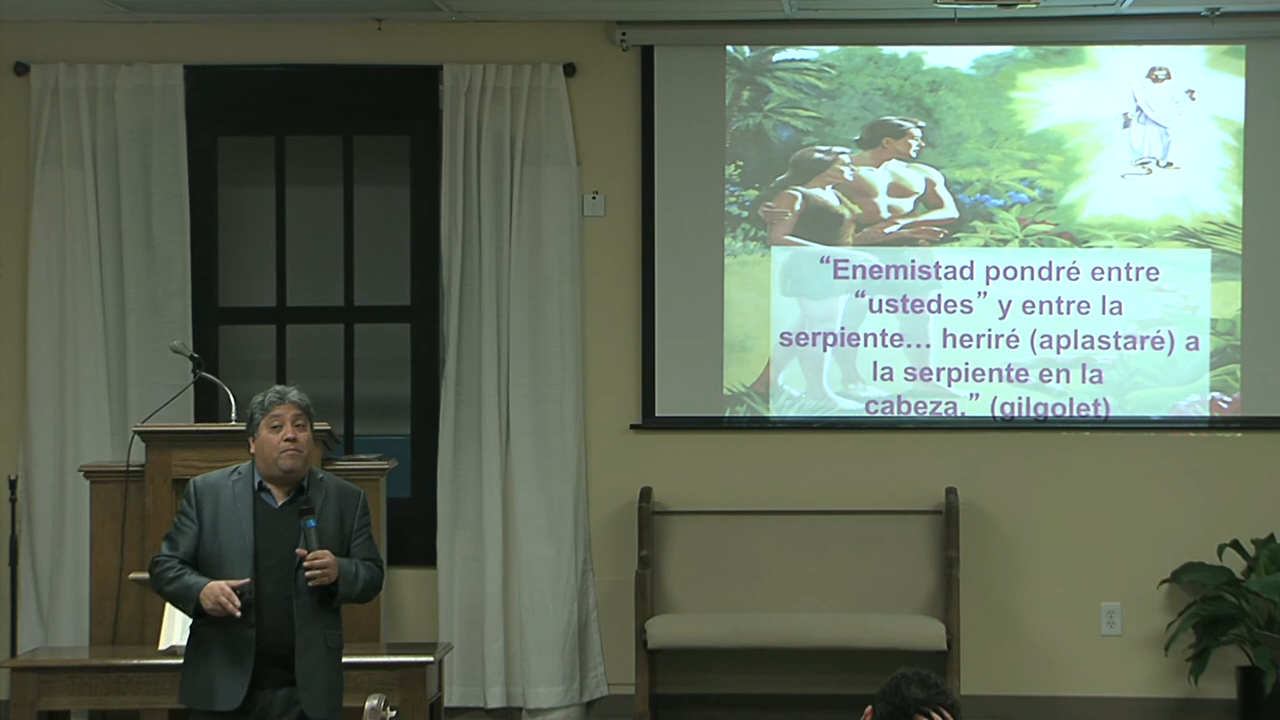 “Enemistad pondré entre
“ustedes” y entre la
serpiente... heriré (aplastaré) a
la serpiente en la
cabeza.” (gilgolet)